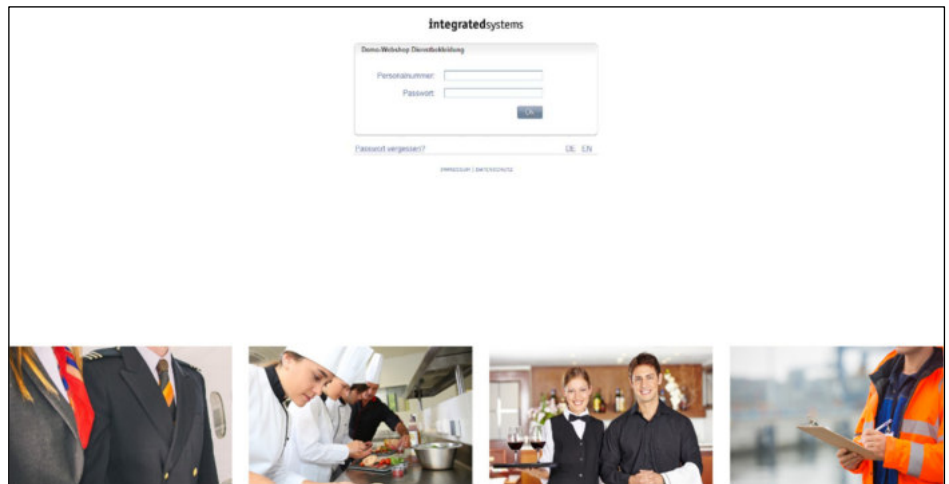 integratedsystems
Demo-Webshop Dienstbekleidung
Personalnummer:
Passwort:
OK
Passwort vergessen?
DE EN
IMPRESSUM | DATENSCHUTZ